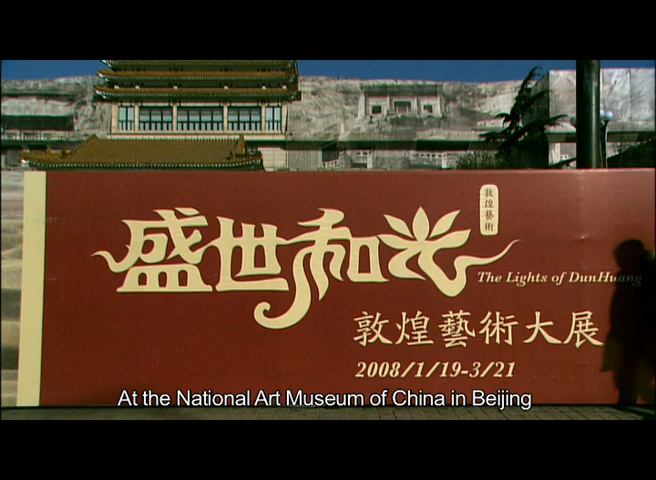 敦煌藝術
盛世和光
The Lights of DunHuang
敦煌藝術大展
2008/1/19-3/21
At the National Art Museum of China in Beijing